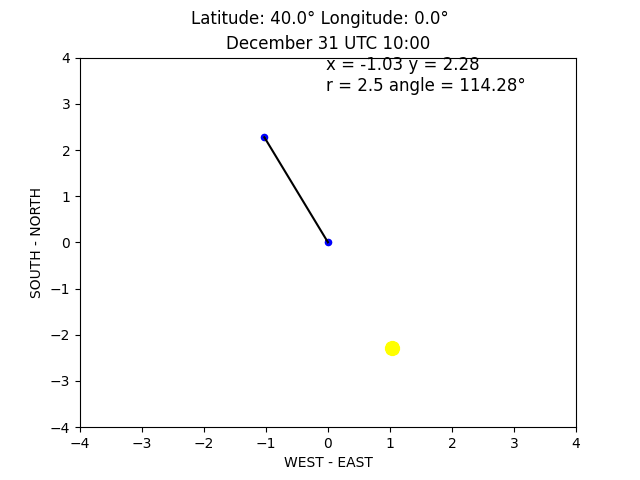 Latitude: 40.0° Longitude: 0.0°
December 31 UTC 10:00
x = -1.03 y = 2.28
r = 2.5 angle = 114.28°
4
3
2
1
0
−1
−2
−3
−4
SOUTH - NORTH
−4 −3 −2 −1 0 1 2 3 4
WEST - EAST